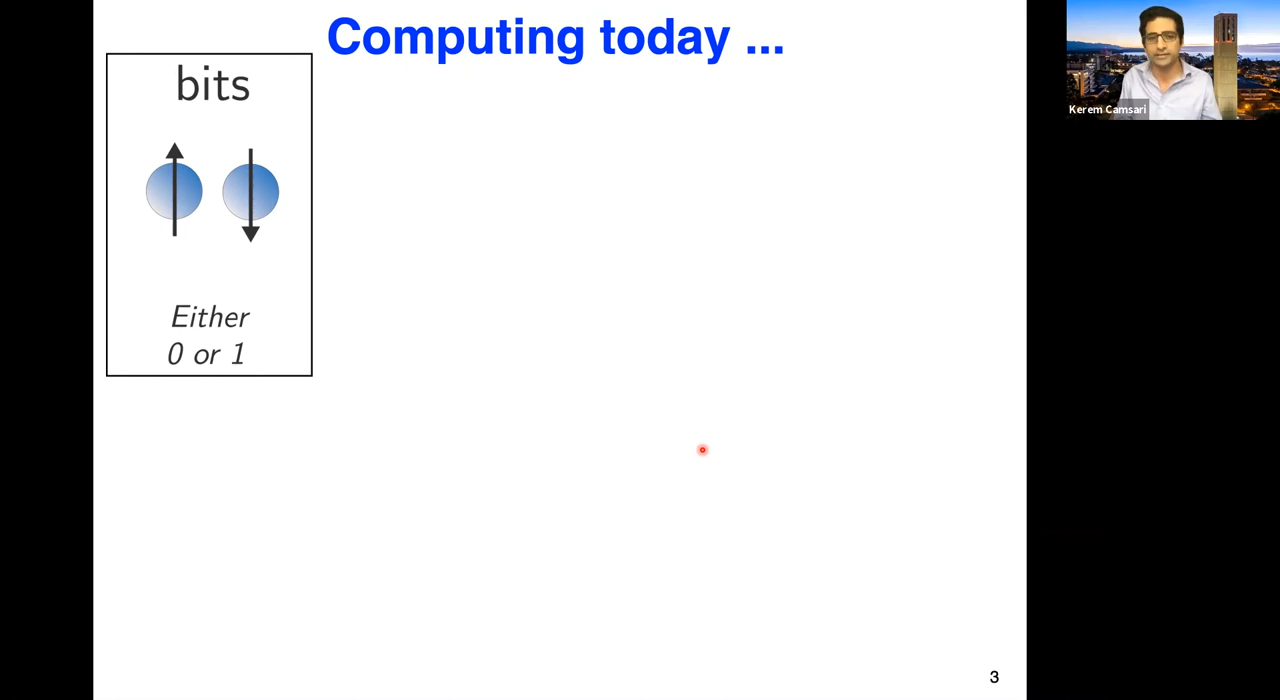 Computing today ...
bits
Either
0 or 1
3
Kerem Camsari